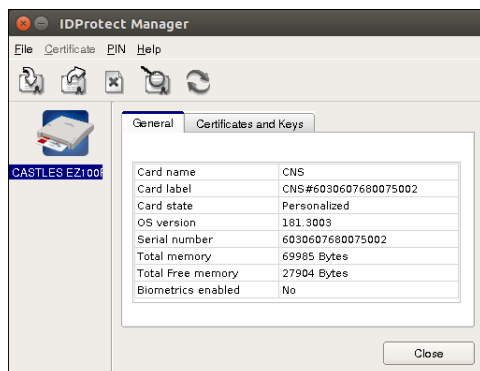 IDProtect Manager
File Certificate PIN Help
General Certificates and Keys
CASTLES EZ100
Card name CNS
Card label CNS#6030607680075002
Card state Personalized
OS version 181.3003
Serial number 6030607680075002
Total memory 69985 Bytes
Total Free memory 27904 Bytes
Biometrics enabled No
Close